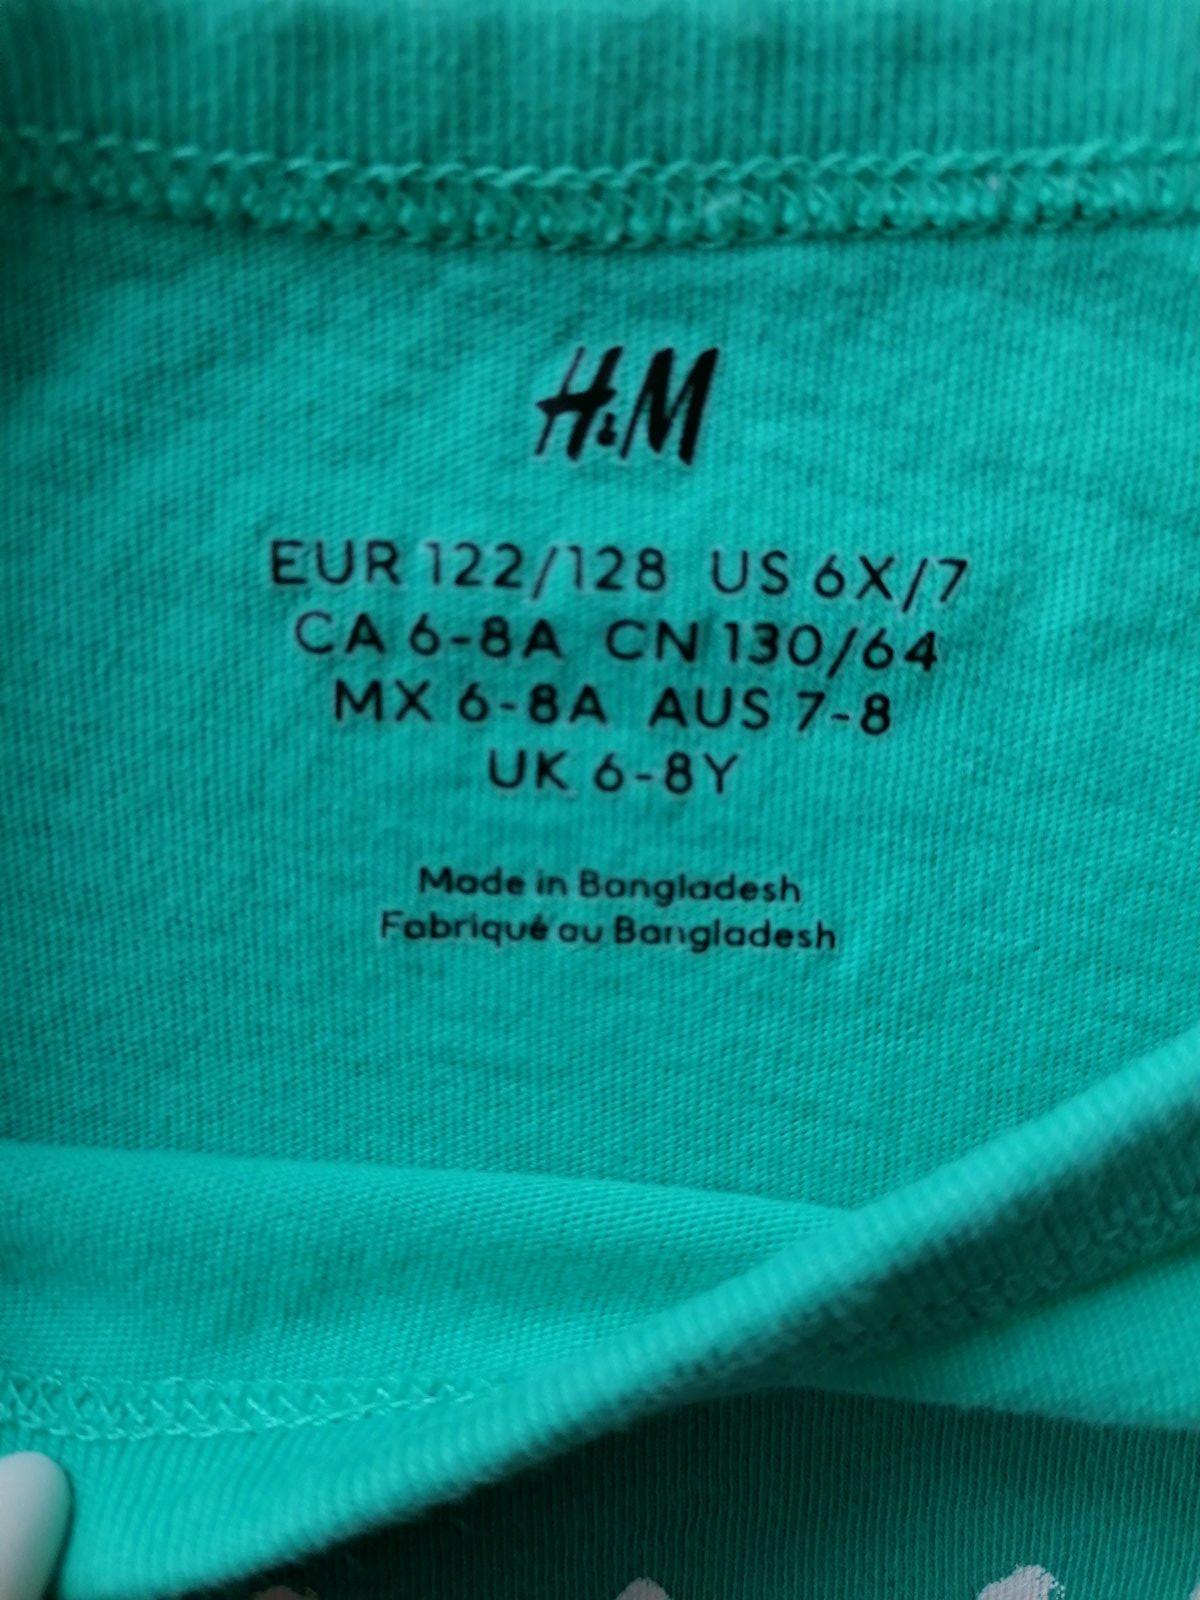 H&M
EUR 122/128 US 6X/7
CA 6-8A CN 130/64
MX 6-8A AUS 7-8
UK 6-8Y
Made in Bangladesh
Fabriqué au Bangladesh